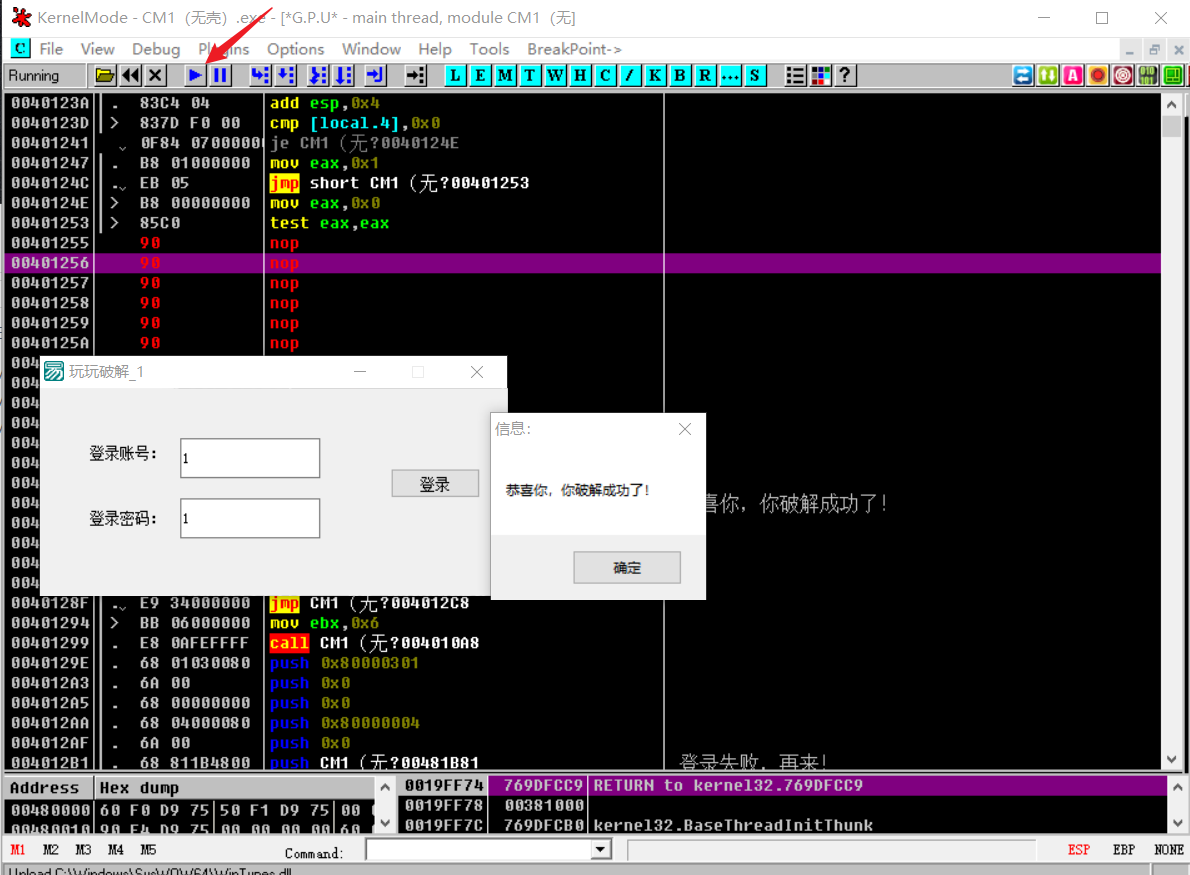 KernelMode - CM1（无壳）.exe - [*G.P.U* - main thread, module CM1（无]
C File View Debug Plugins Options Window Help Tools BreakPoint->
Running L E M T W H C / K B R ... S ?
0040123A . 83C4 04 add esp,0x4
0040123D > 837D F0 00 cmp [local.4],0x0
00401241 0F84 0700000 je CM1（无?0040124E
00401247 . B8 01000000 mov eax,0x1
0040124C . EB 05 jmp short CM1（无?00401253
0040124E > B8 00000000 mov eax,0x0
00401253 > 85C0 test eax,eax
00401255 90 nop
00401256 90 nop
00401257 90 nop
00401258 90 nop
00401259 90 nop
0040125A 90 nop
004
004
004
004
004
004
004
004
004
004
004
004
玩玩破解_1
登录账号： 1
登录密码： 1
登录
信息:
恭喜你，你破解成功了!
确定
喜你，你破解成功了!
0040128F . E9 34000000 jmp CM1（无?004012C8
00401294 > BB 06000000 mov ebx,0x6
00401299 . E8 0AFEFFFF call CM1（无?004010A8
0040129E . 68 01030080 push 0x80000301
004012A3 . 6A 00 push 0x0
004012A5 . 68 00000000 push 0x0
004012AA . 68 04000080 push 0x80000004
004012AF . 6A 00 push 0x0
004012B1 . 68 811B4800 push CM1（无?00481B81 登录失败，再来!
Address Hex dump
00480000 60 F0 D9 75 50 F1 D9 75 00
00480010 90 F4 D9 75 00 00 00 00 60
0019FF74 769DFCC9 RETURN to kernel32.769DFCC9
0019FF78 00381000
0019FF7C 769DFCB0 kernel32.BaseThreadInitThunk
M1 M2 M3 M4 M5 Command: ESP EBP NONE
Unload C:\Windows\SysWOW64\WinTypes.dll